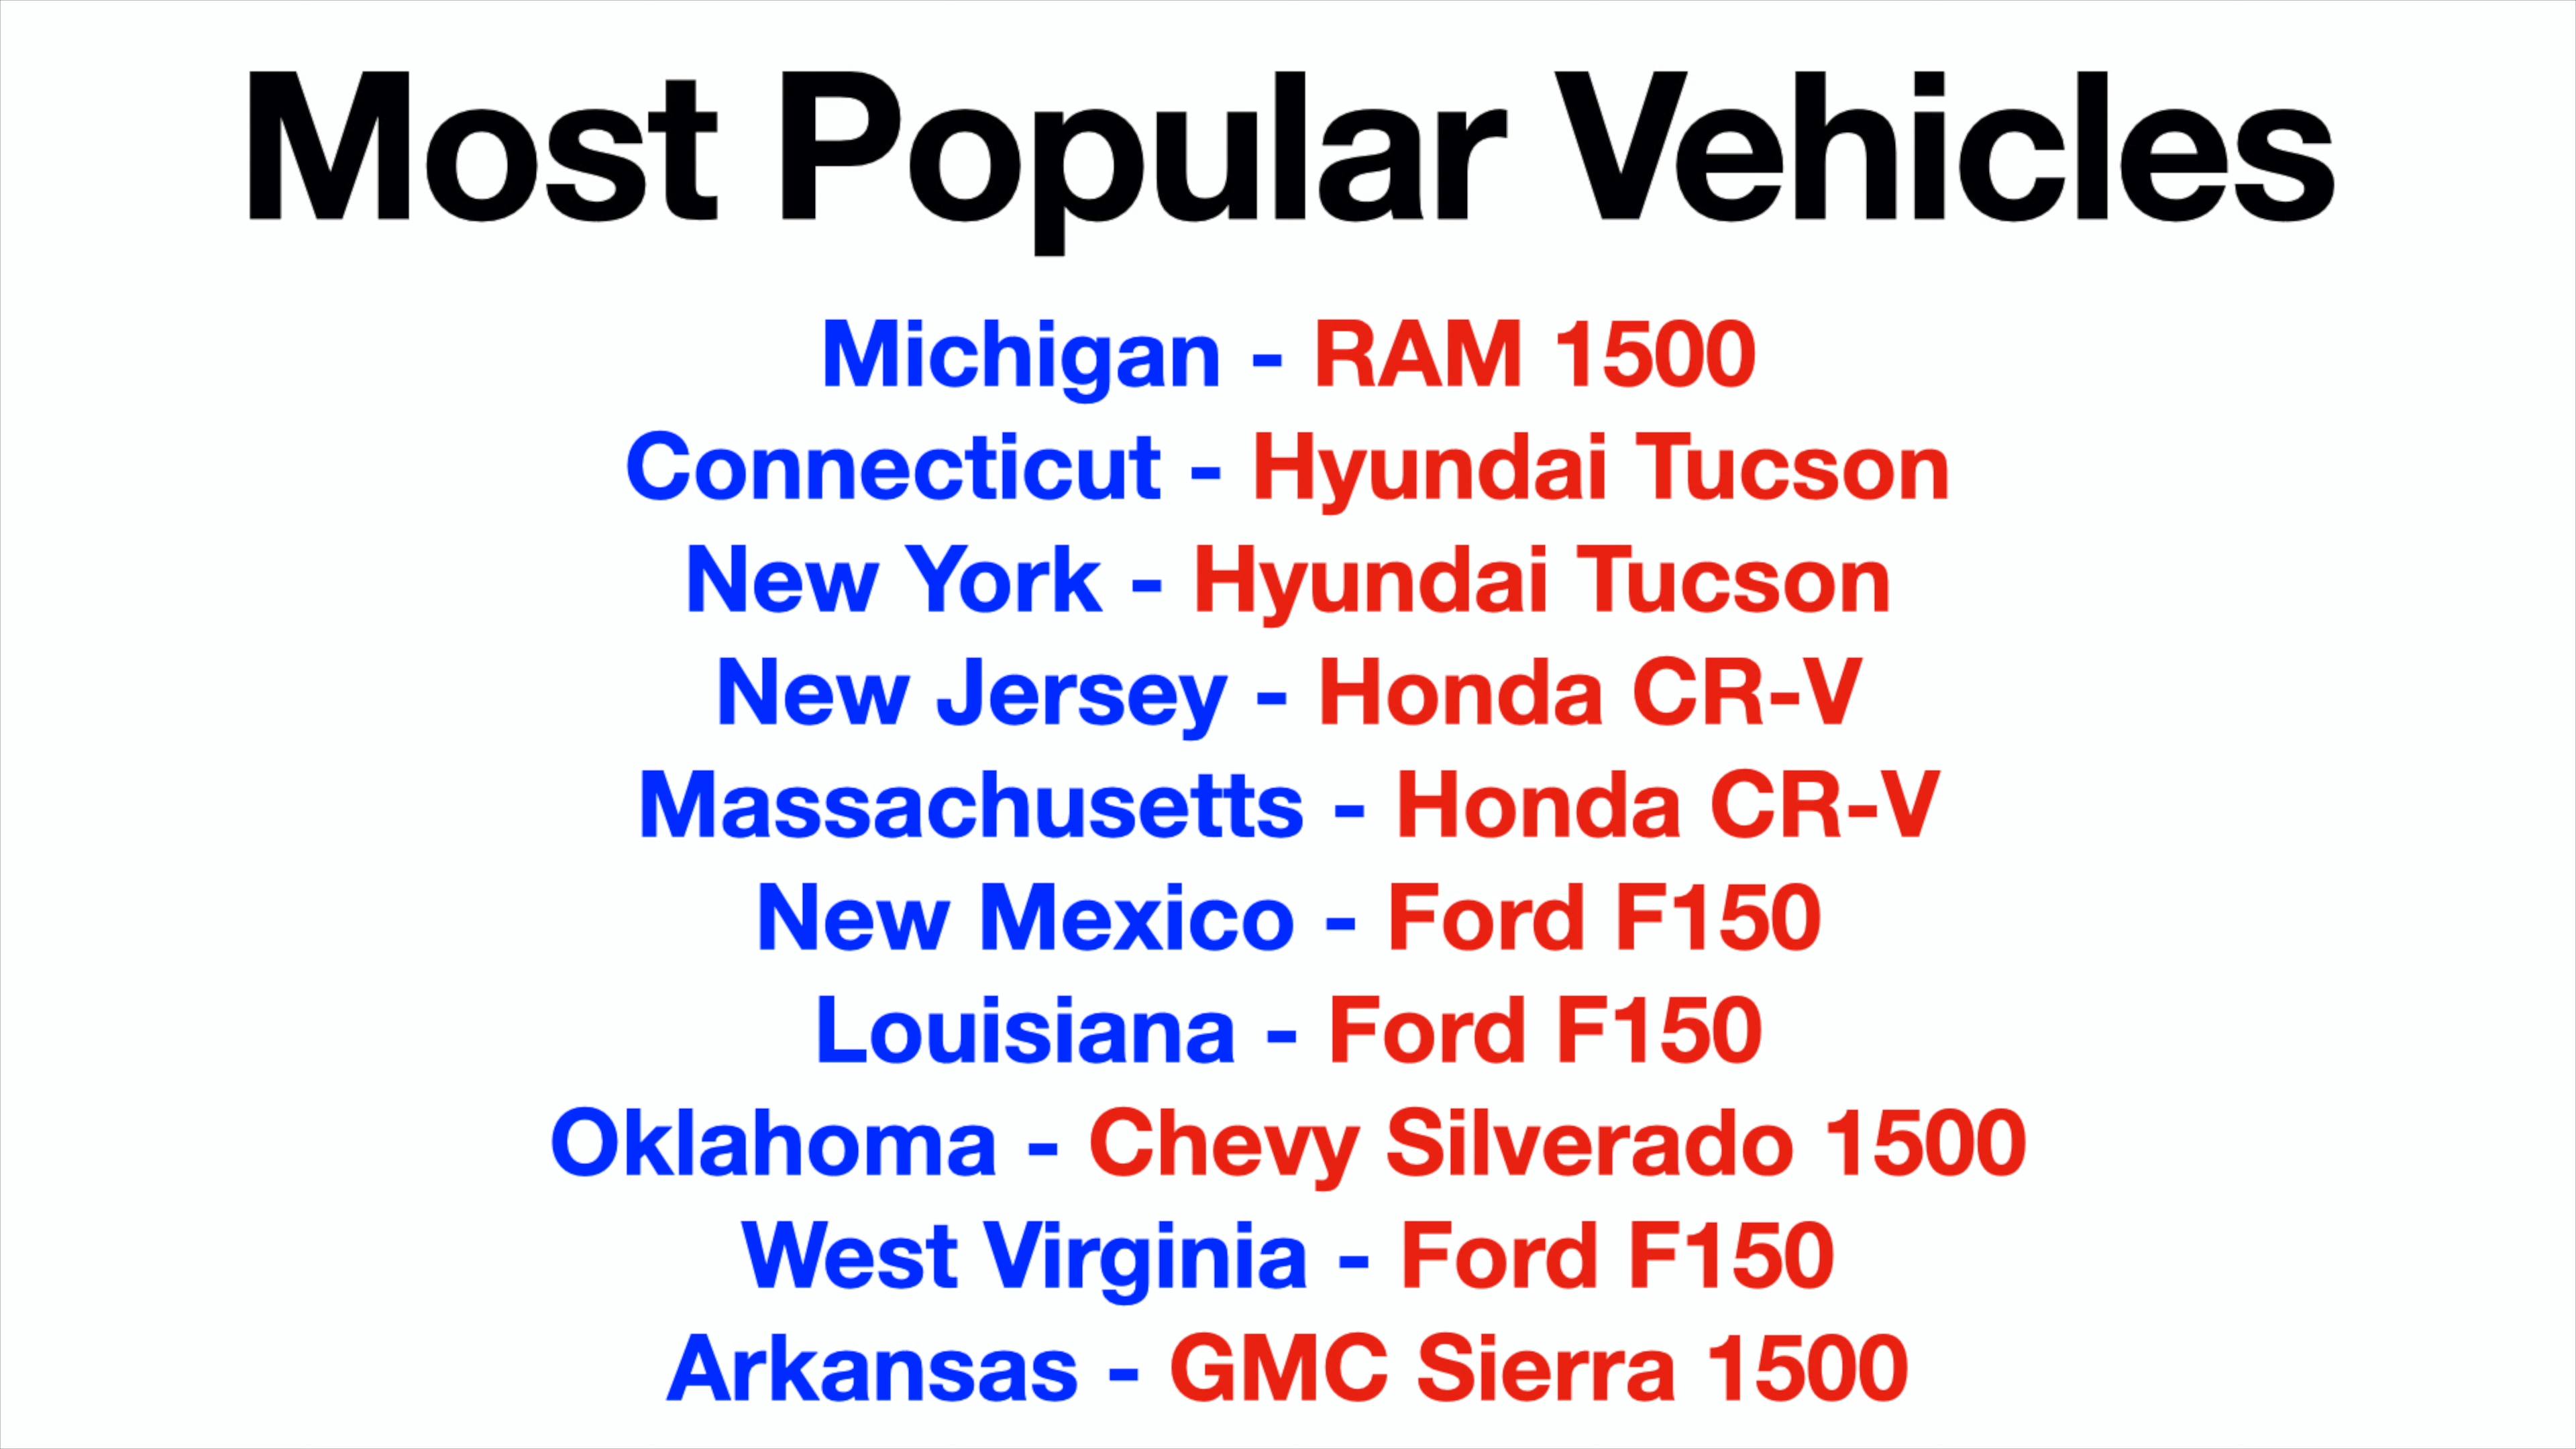 Most Popular Vehicles
Michigan - RAM 1500
Connecticut - Hyundai Tucson
New York - Hyundai Tucson
New Jersey - Honda CR-V
Massachusetts - Honda CR-V
New Mexico - Ford F150
Louisiana - Ford F150
Oklahoma - Chevy Silverado 1500
West Virginia - Ford F150
Arkansas - GMC Sierra 1500